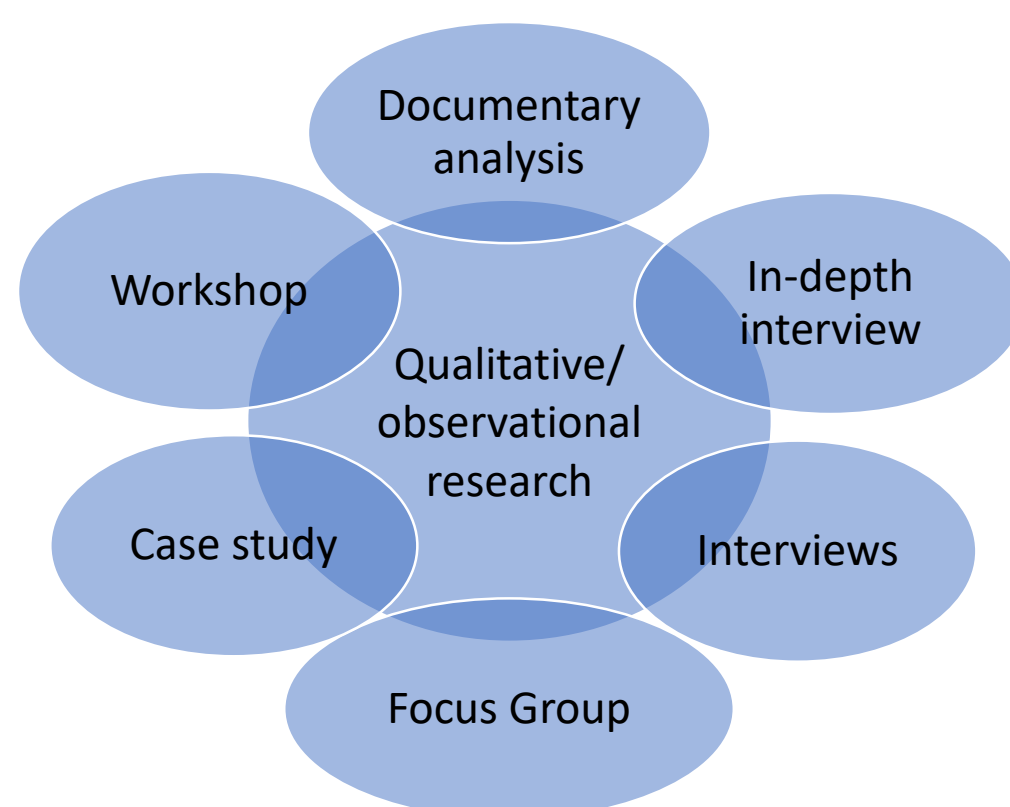 Documentary
analysis
Workshop
In-depth
interview
Qualitative/
observational
research
Case study
Interviews
Focus Group